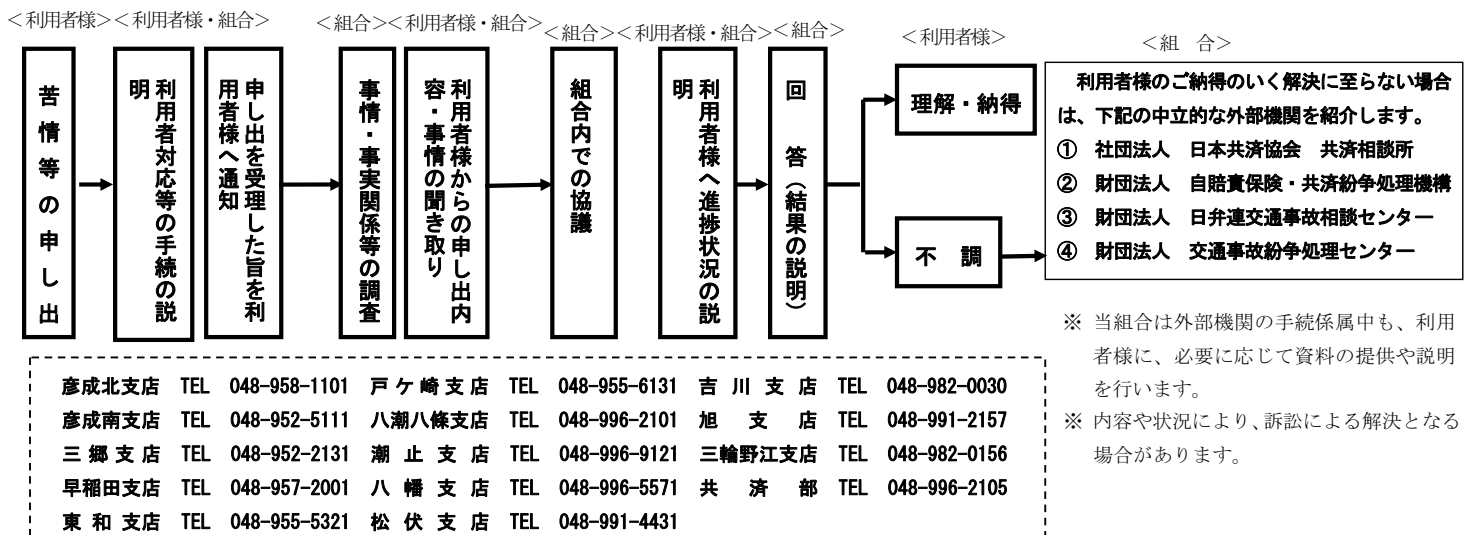 ＜利用者様＞
＜利用者様・組合＞
＜組合＞
＜利用者様・組合＞
＜組合＞
＜利用者様・組合＞
＜組合＞
＜利用者様＞
＜組　合＞
苦情等の申し出
利用者対応等の手続の説
明
申し出を受理した旨を利
用者様へ通知
事情・事実関係等の調査
利用者様からの申し出内
容・事情の聞き取り
組合内での協議
利用者様へ進捗状況の説
明
回　答（結果の説明）
理解・納得
不　調
利用者様のご納得のいく解決に至らない場合
は、下記の中立的な外部機関を紹介します。
①　社団法人　日本共済協会　共済相談所
②　財団法人　自賠責保険・共済紛争処理機構
③　財団法人　日弁連交通事故相談センター
④　財団法人　交通事故紛争処理センター
※ 当組合は外部機関の手続係属中も、利用
者様に、必要に応じて資料の提供や説明
を行います。
※ 内容や状況により、訴訟による解決となる
場合があります。
彦成北支店　TEL　048-958-1101　戸ケ崎支店　TEL　048-955-6131　吉川支店　TEL　048-982-0030
彦成南支店　TEL　048-952-5111　八潮八條支店　TEL　048-996-2101　旭支店　TEL　048-991-2157
三郷支店　TEL　048-952-2131　潮止支店　TEL　048-996-9121　三輪野江支店　TEL　048-982-0156
早稲田支店　TEL　048-957-2001　八幡支店　TEL　048-996-5571　共済部　TEL　048-996-2105
東和支店　TEL　048-955-5321　松伏支店　TEL　048-991-4431